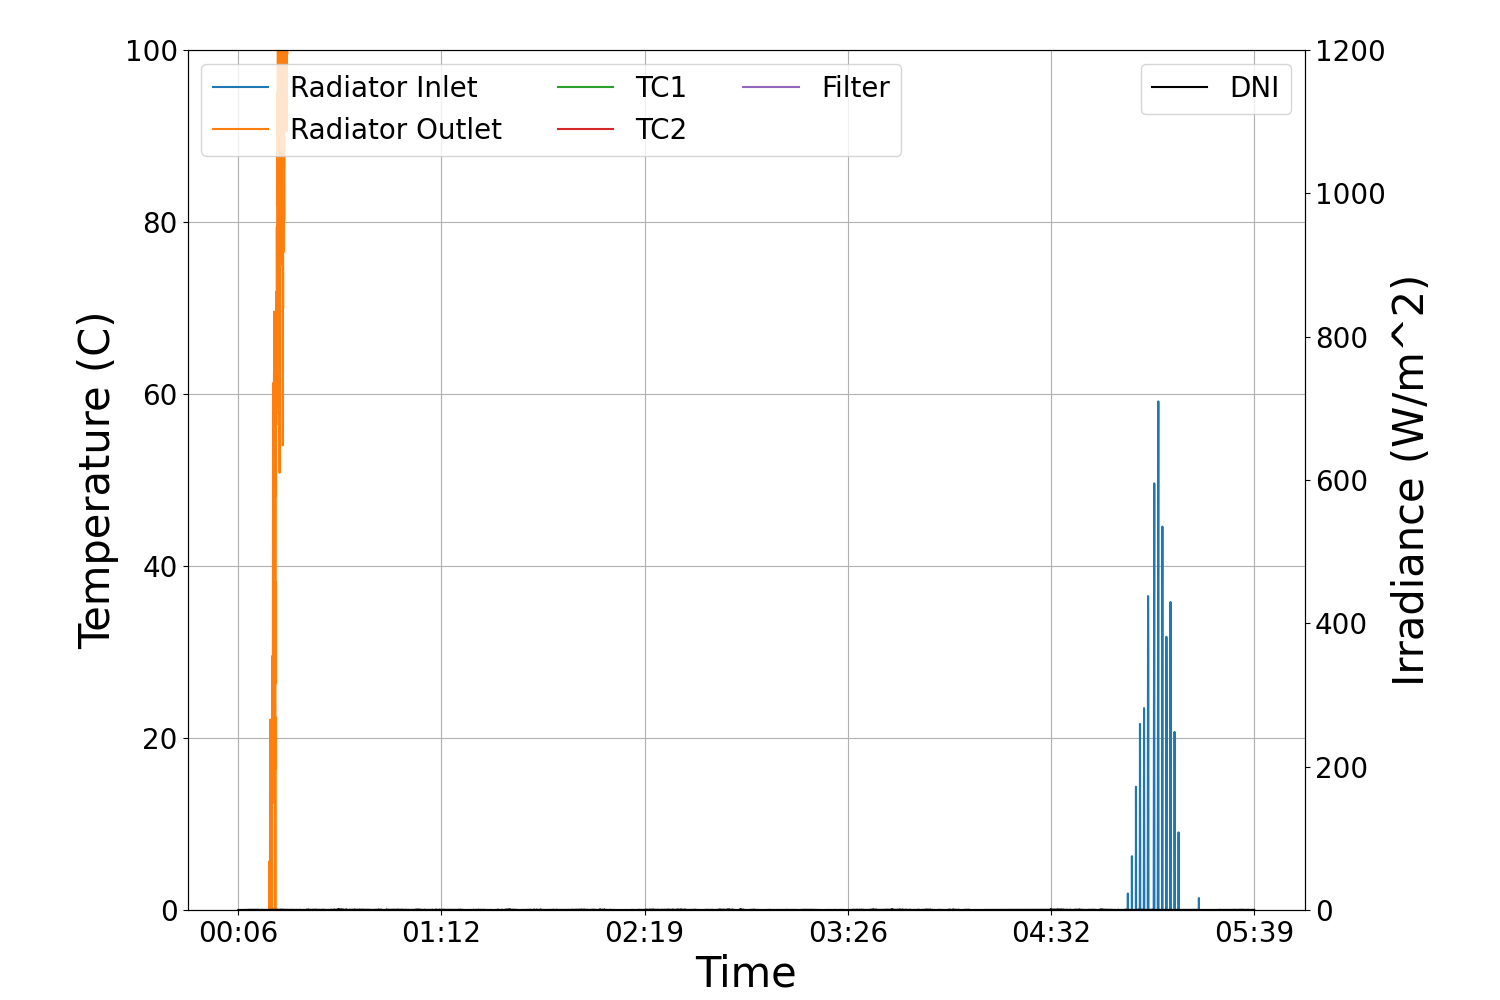 100
80
60
40
20
0
Temperature (C)
Radiator Inlet
Radiator Outlet
TC1
TC2
Filter
DNI
1200
1000
800
600
400
200
0
Irradiance (W/m^2)
00:06
01:12
02:19
03:26
04:32
05:39
Time